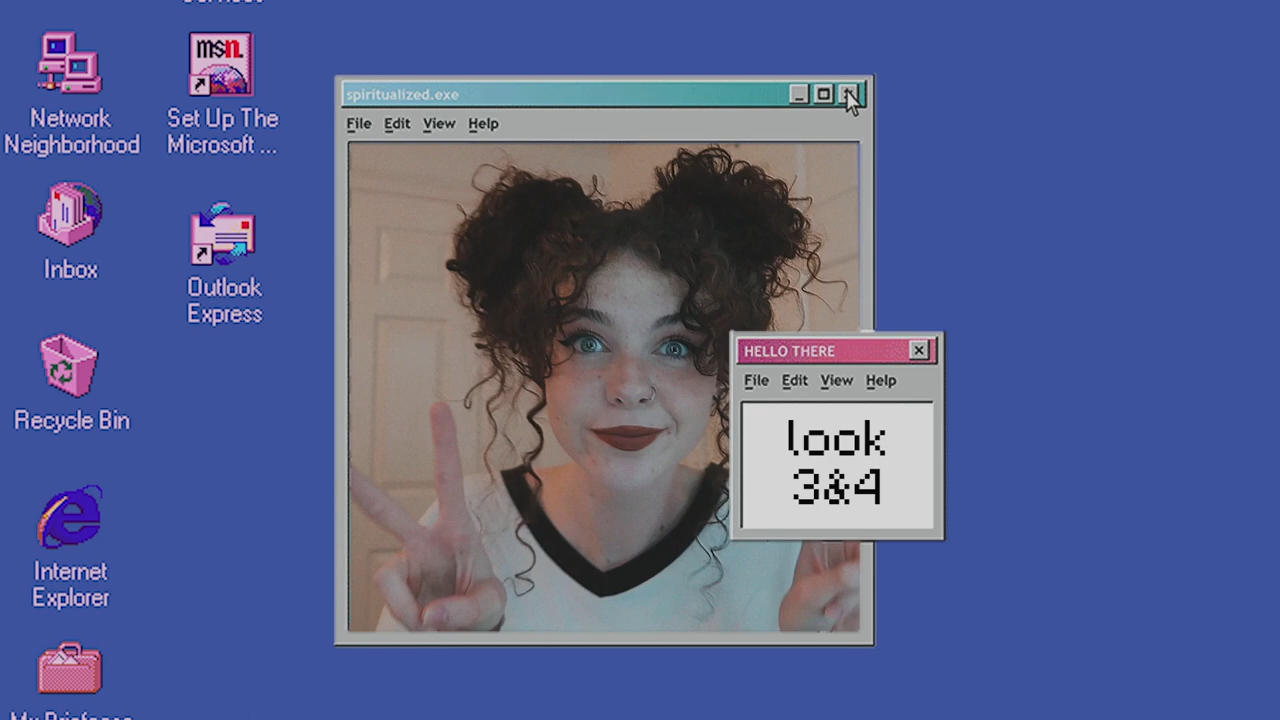 Network
Neighborhood
msn.
Set Up The
Microsoft ...
Inbox
Outlook
Express
Recycle Bin
Internet
Explorer
spiritualized.exe
File Edit View Help
HELLO THERE
File Edit View Help
look
3&4